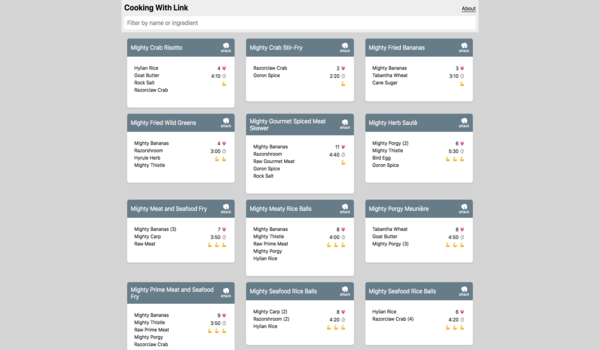 Cooking With Link
About
Filter by name or ingredient
Mighty Crab Risotto
attack
Hylian Rice
Goat Butter
Rock Salt
Razorclaw Crab
4
4:10
Mighty Crab Stir-Fry
attack
Razorclaw Crab
Goron Spice
2
2:20
Mighty Fried Bananas
attack
Mighty Bananas
Tabantha Wheat
Cane Sugar
3
3:10
Mighty Fried Wild Greens
attack
Mighty Bananas
Razorshroom
Hyrule Herb
Mighty Thistle
4
3:00
Mighty Gourmet Spiced Meat
Skewer
attack
Mighty Bananas
Razorshroom
Raw Gourmet Meat
Goron Spice
Rock Salt
11
4:40
Mighty Herb Sauté
attack
Mighty Porgy (2)
Mighty Thistle
Bird Egg
Goron Spice
6
5:30
Mighty Meat and Seafood Fry
attack
Mighty Bananas (3)
Mighty Carp
Raw Meat
7
3:50
Mighty Meaty Rice Balls
attack
Mighty Bananas
Mighty Thistle
Raw Prime Meat
Mighty Porgy
Hylian Rice
8
4:00
Mighty Porgy Meunière
attack
Tabantha Wheat
Goat Butter
Mighty Porgy (3)
8
4:50
Mighty Prime Meat and Seafood
Fry
attack
Mighty Bananas
Mighty Thistle
Raw Prime Meat
Mighty Porgy
Razorclaw Crab
9
3:50
Mighty Seafood Rice Balls
attack
Mighty Carp (2)
Razorshroom (2)
Hylian Rice
8
4:20
Mighty Seafood Rice Balls
attack
Hylian Rice
Razorclaw Crab (4)
6
4:20